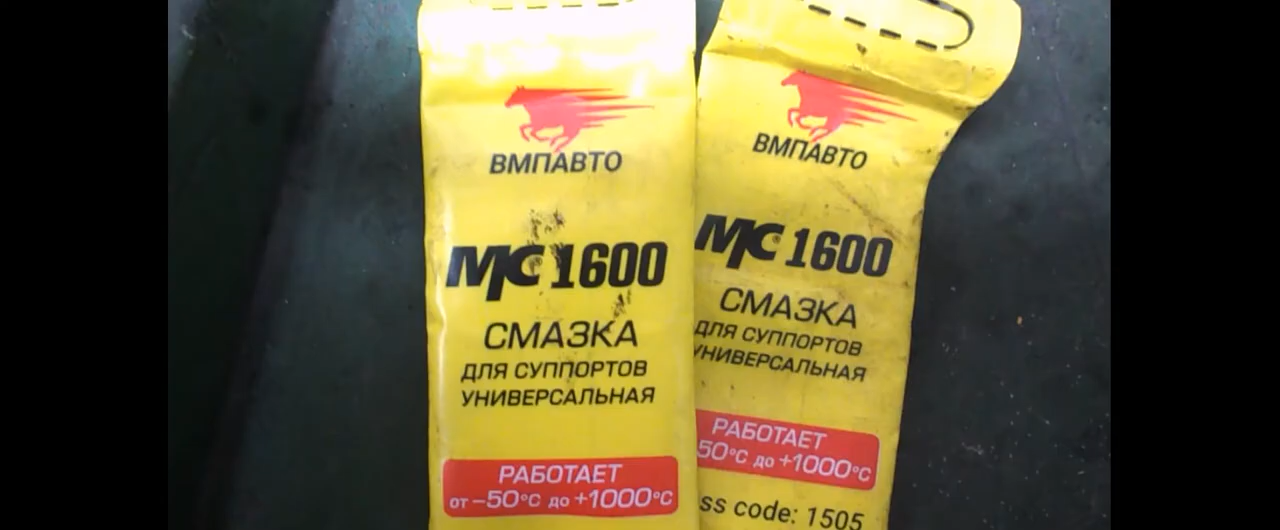 ВМПАВТО
МС 1600
СМАЗКА
ДЛЯ СУППОРТОВ
УНИВЕРСАЛЬНАЯ
РАБОТАЕТ
от −50°C до +1000°C
ВМПАВТО
МС 1600
СМАЗКА
ДЛЯ СУППОРТОВ
УНИВЕРСАЛЬНАЯ
РАБОТАЕТ
50°C до +1000°C
ss code: 1505